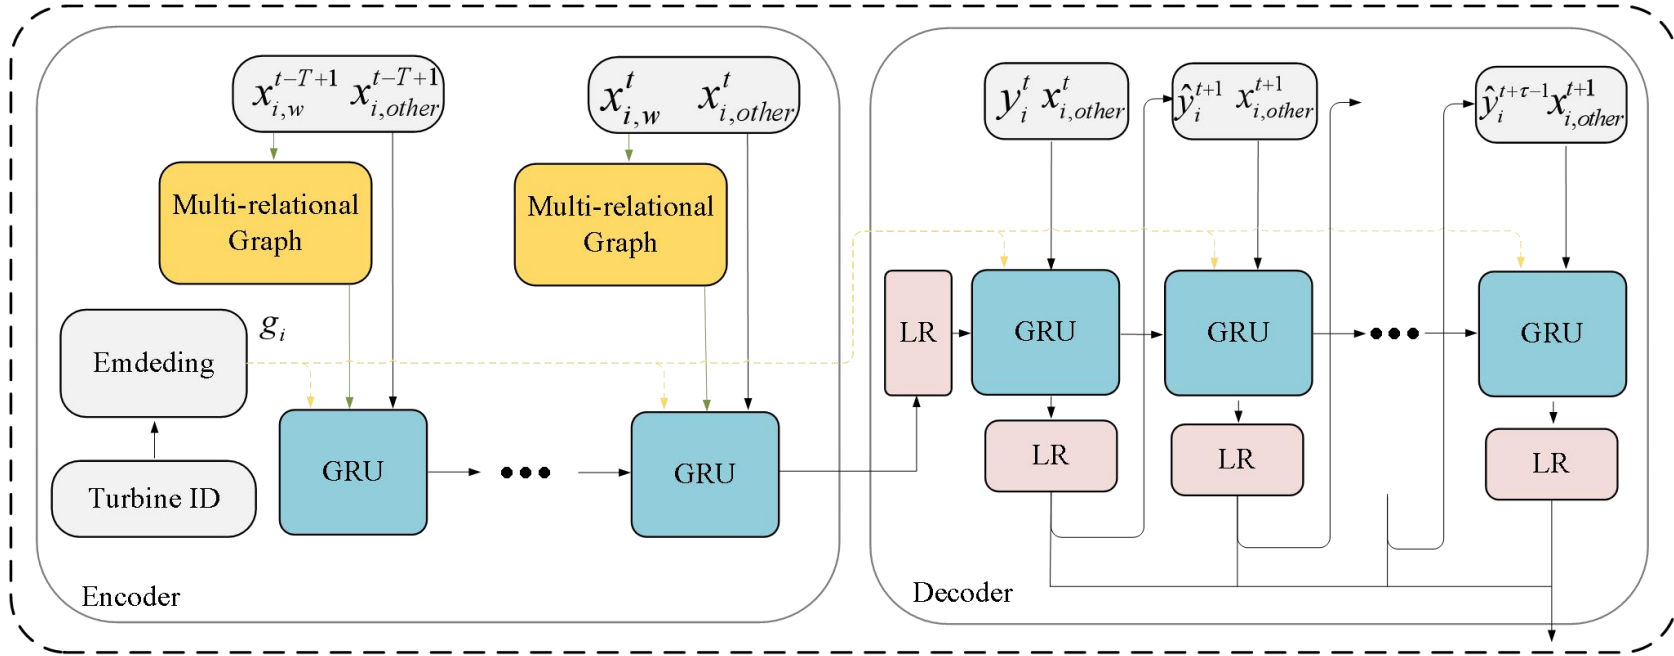 x_{i,w}^{t-T+1} x_{i,other}^{t-T+1}
Multi-relational
Graph
x_{i,w}^{t} x_{i,other}^{t}
Multi-relational
Graph
Emdeding
g_i
Turbine ID
GRU
•••
GRU
Encoder
y_i^t x_{i,other}^t
ŷ_i^{t+1} x_{i,other}^{t+1}
ŷ_i^{t+τ-1} x_{i,other}^{t+1}
LR
GRU
GRU
•••
GRU
LR
LR
LR
Decoder